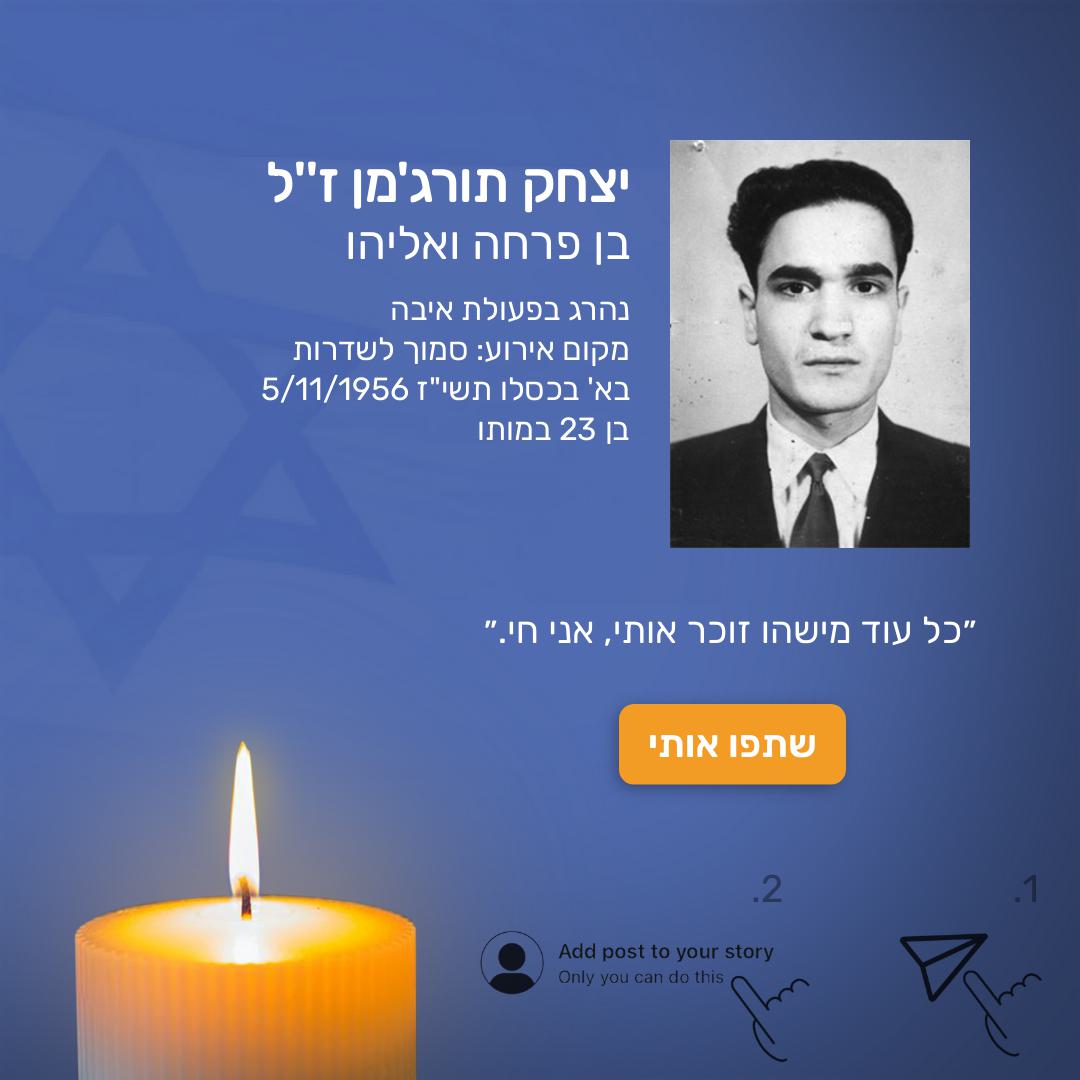 יצחק תורג'מן ז"ל
בן פרחה ואליהו
נהרג בפעולת איבה
מקום אירוע: סמוך לשדרות
בא' בכסלו תשי"ז 5/11/1956
בן 23 במותו
״כל עוד מישהו זוכר אותי, אני חי.״
שתפו אותי
1.
2.
Add post to your story
Only you can do this